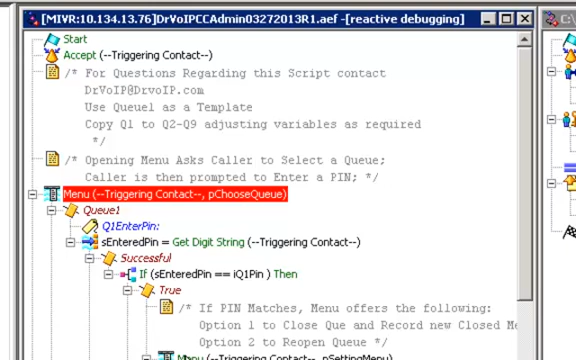 [MIVR:10.134.13.76]DrVoIPCCAdmin03272013R1.aef -[reactive debugging]
C:\
Start
Accept (--Triggering Contact--)
/* For Questions Regarding this Script contact
DrVoIP@DrvoIP.com
Use Queue1 as a Template
Copy Q1 to Q2-Q9 adjusting variables as required
*/
/* Opening Menu Asks Caller to Select a Queue;
Caller is then prompted to Enter a PIN; */
Menu (--Triggering Contact--, pChooseQueue)
Queue1
Q1EnterPin:
sEnteredPin = Get Digit String (--Triggering Contact--)
Successful
If (sEnteredPin == iQ1Pin ) Then
True
/* If PIN Matches, Menu offers the following:
Option 1 to Close Que and Record new Closed Me
Option 2 to Reopen Queue */
Menu (--Triggering Contact--, pSettingMenu)